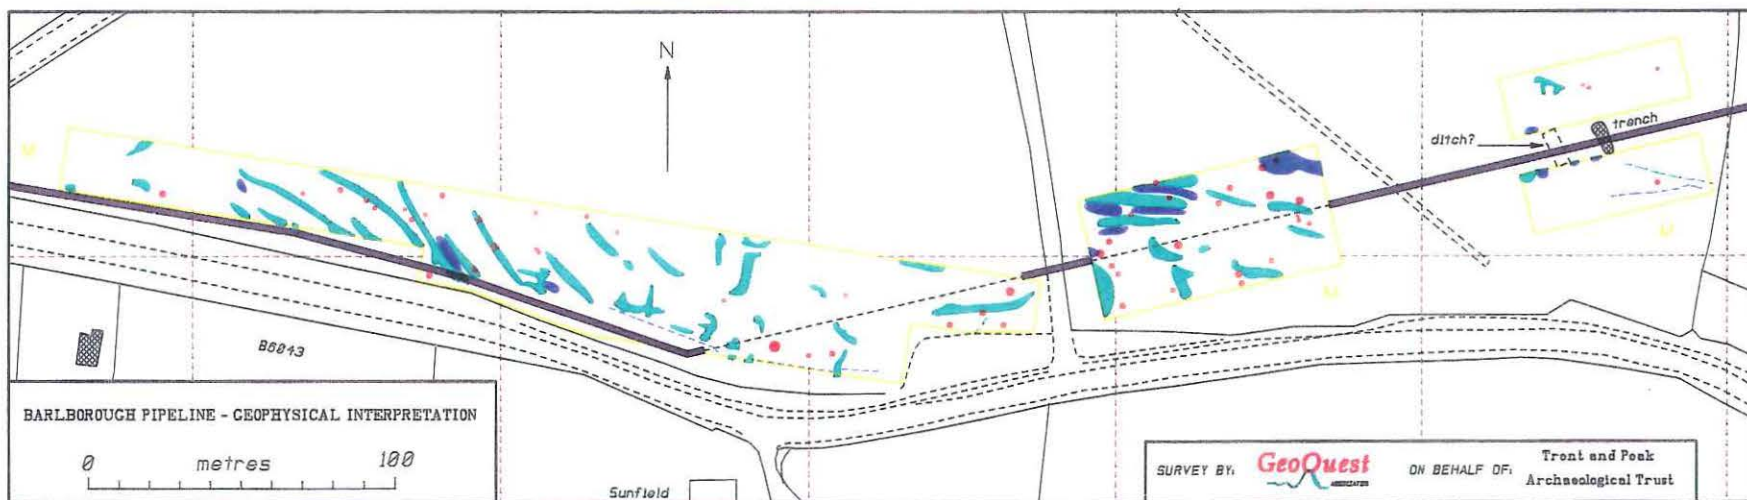 N
M
trench
ditch?
M
M
B6043
BARLBOROUGH PIPELINE - GEOPHYSICAL INTERPRETATION
0 metres 100
Sunfield
SURVEY BY: GeoQuest ASSOCIATES ON BEHALF OF: Trent and Peak
Archaeological Trust